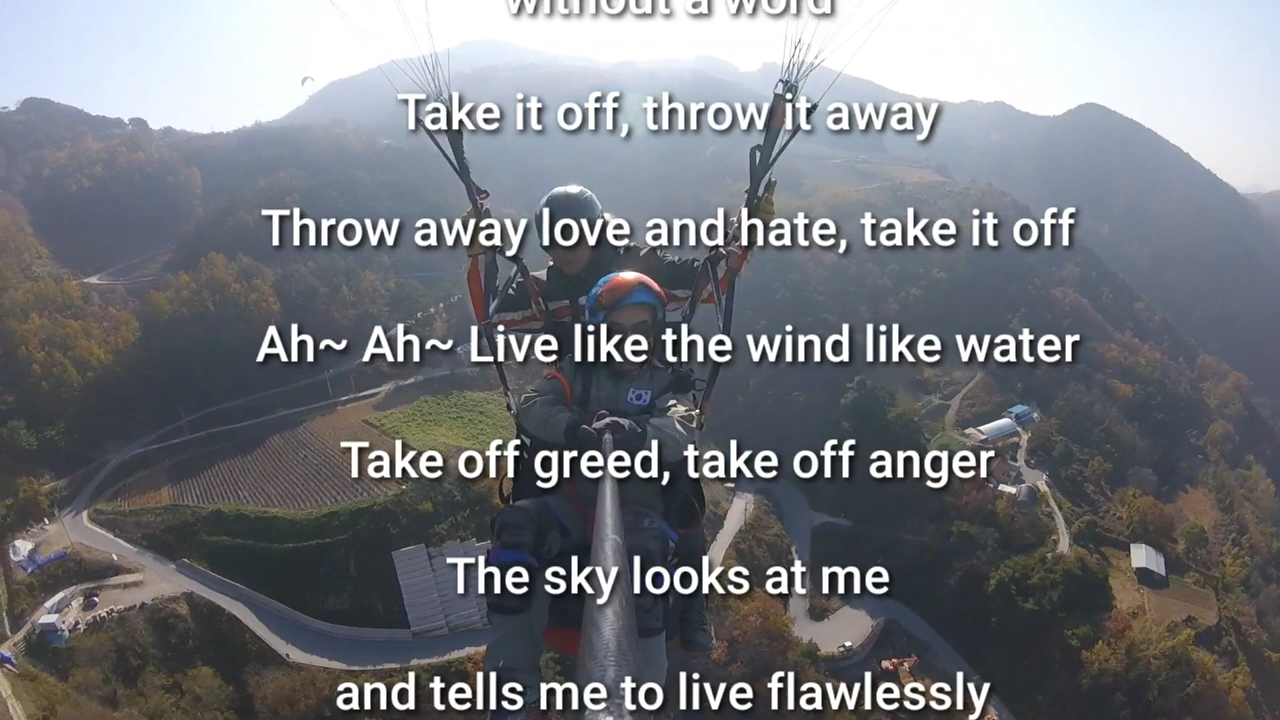 without a word
Take it off, throw it away
Throw away love and hate, take it off
Ah~ Ah~ Live like the wind like water
Take off greed, take off anger
The sky looks at me
and tells me to live flawlessly